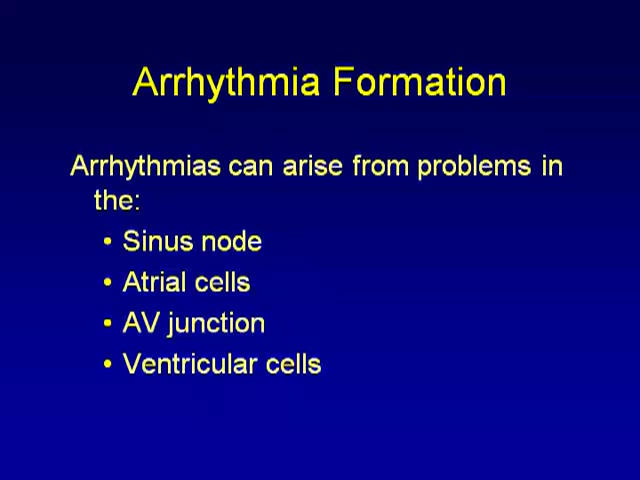 Arrhythmia Formation
Arrhythmias can arise from problems in
the:
• Sinus node
• Atrial cells
• AV junction
• Ventricular cells